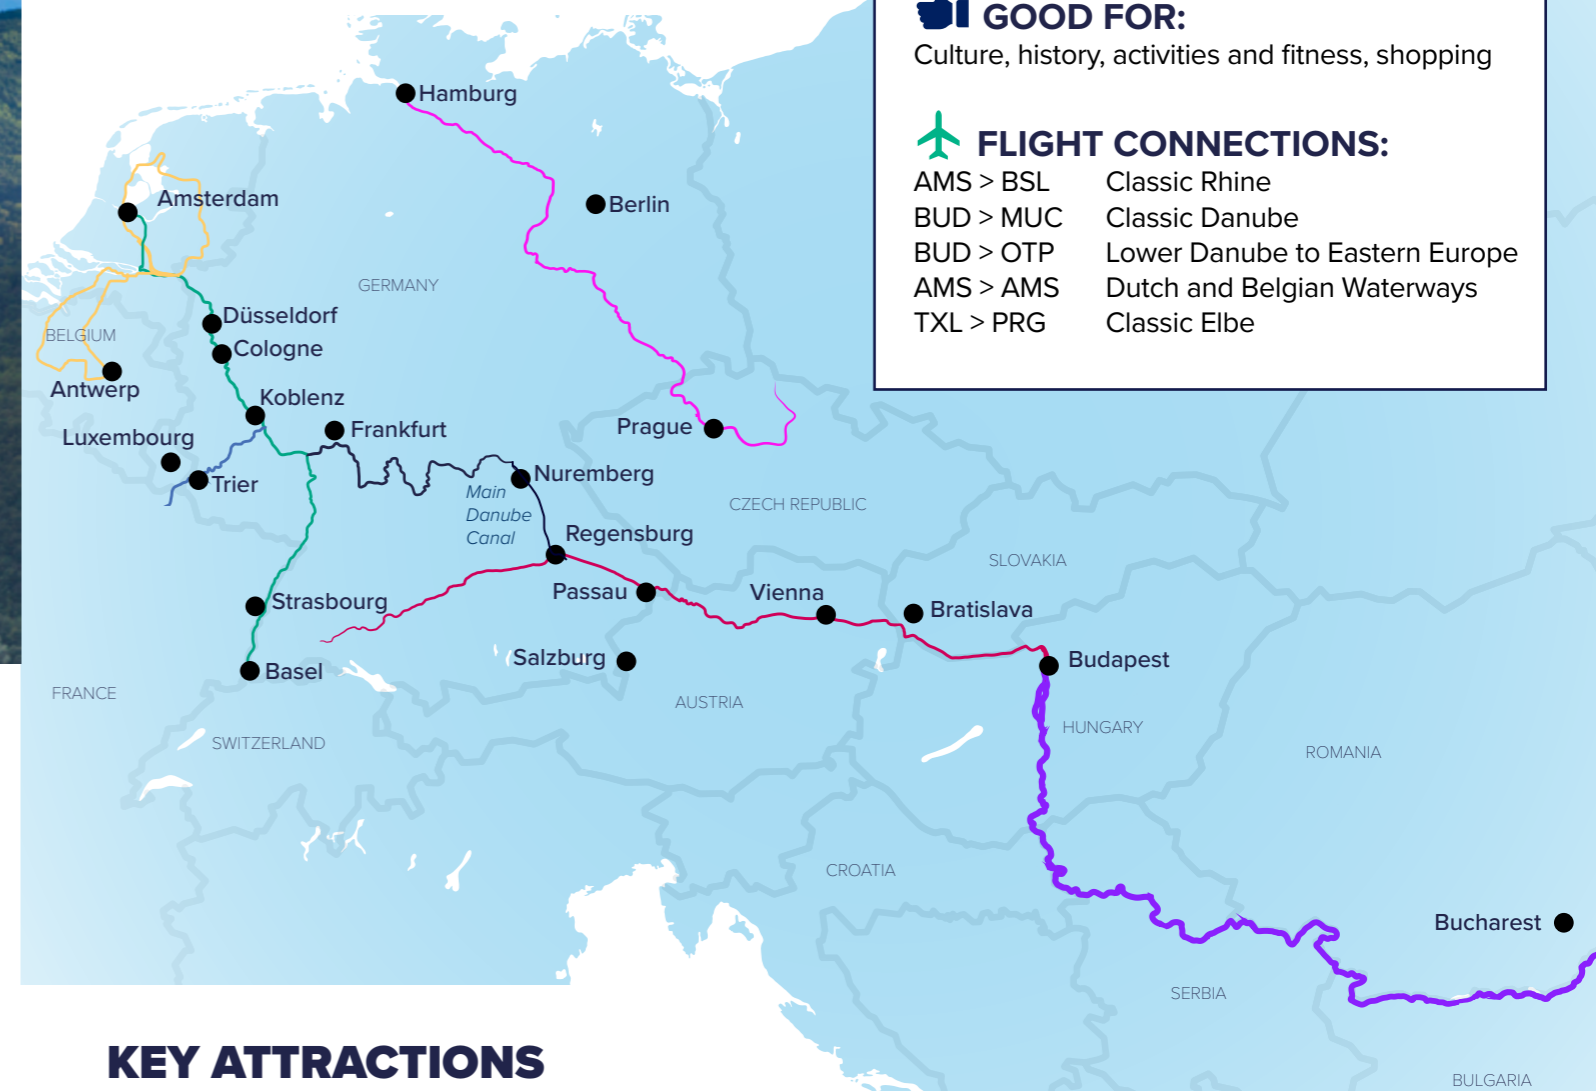 GOOD FOR:
Culture, history, activities and fitness, shopping
FLIGHT CONNECTIONS:
AMS > BSL Classic Rhine
BUD > MUC Classic Danube
BUD > OTP Lower Danube to Eastern Europe
AMS > AMS Dutch and Belgian Waterways
TXL > PRG Classic Elbe
Hamburg
Amsterdam
Berlin
GERMANY
Düsseldorf
BELGIUM
Cologne
Antwerp
Koblenz
Luxembourg
Frankfurt
Prague
Trier
Nuremberg
Main
Danube
Canal
CZECH REPUBLIC
Regensburg
SLOVAKIA
Strasbourg
Passau
Vienna
Bratislava
Basel
Salzburg
Budapest
FRANCE
AUSTRIA
SWITZERLAND
HUNGARY
ROMANIA
CROATIA
Bucharest
SERBIA
KEY ATTRACTIONS
BULGARIA